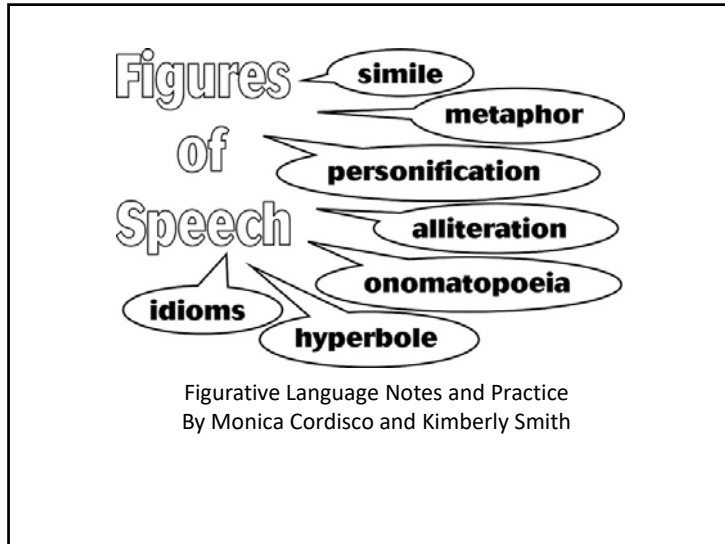 Figures
of
Speech
simile
metaphor
personification
alliteration
onomatopoeia
idioms
hyperbole
Figurative Language Notes and Practice
By Monica Cordisco and Kimberly Smith